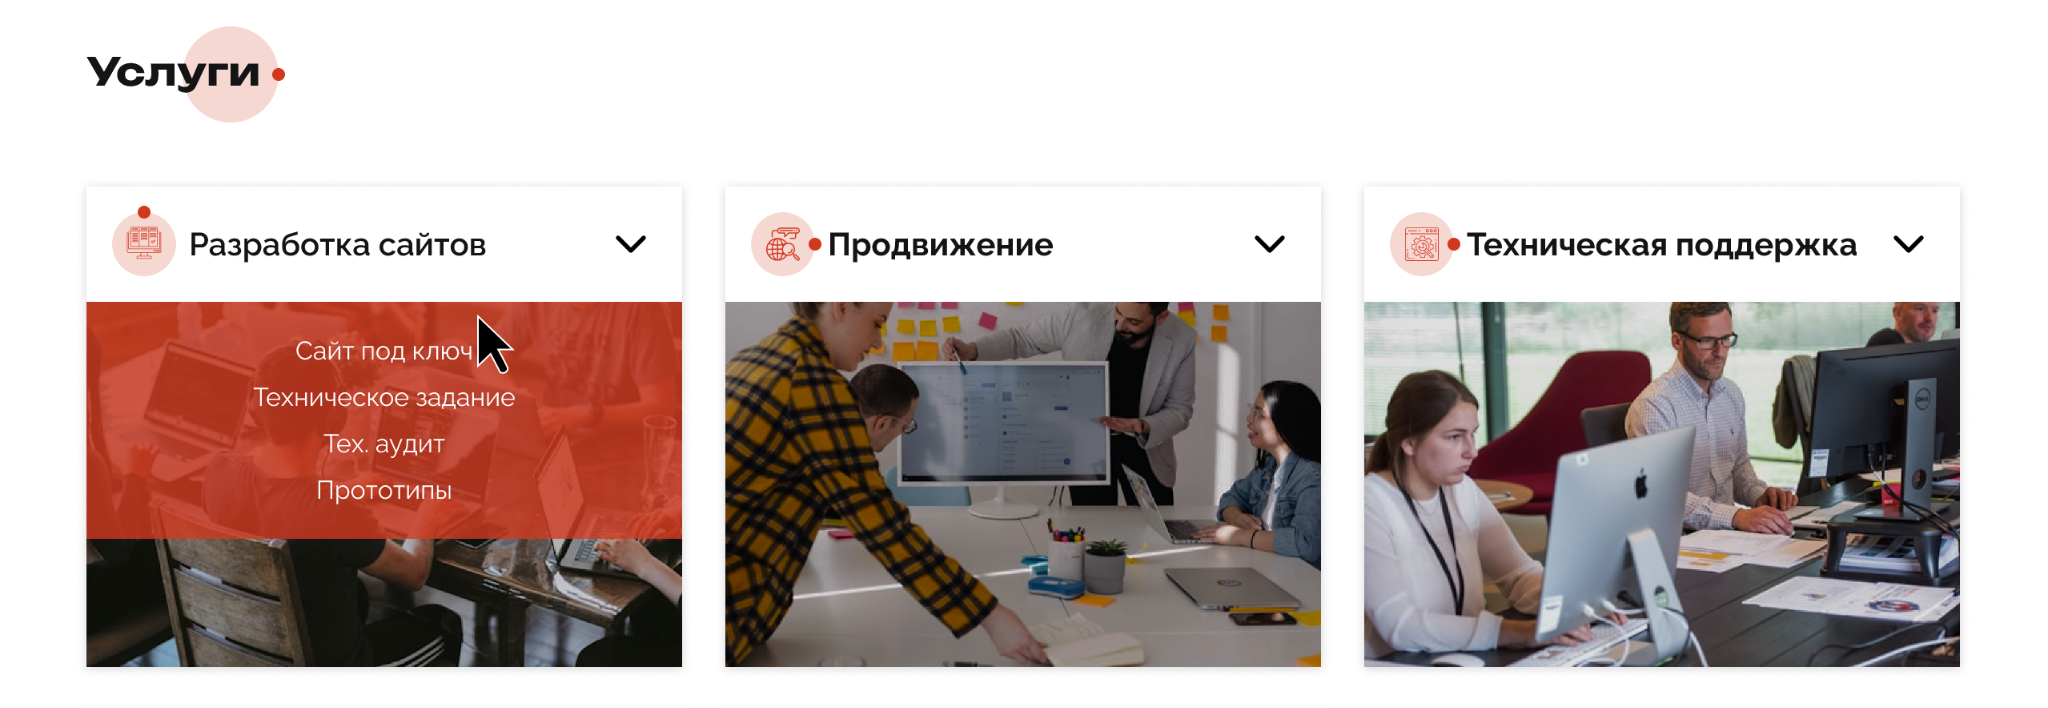 Услуги
Разработка сайтов
Продвижение
Техническая поддержка
Сайт под ключ
Техническое задание
Тех. аудит
Прототипы